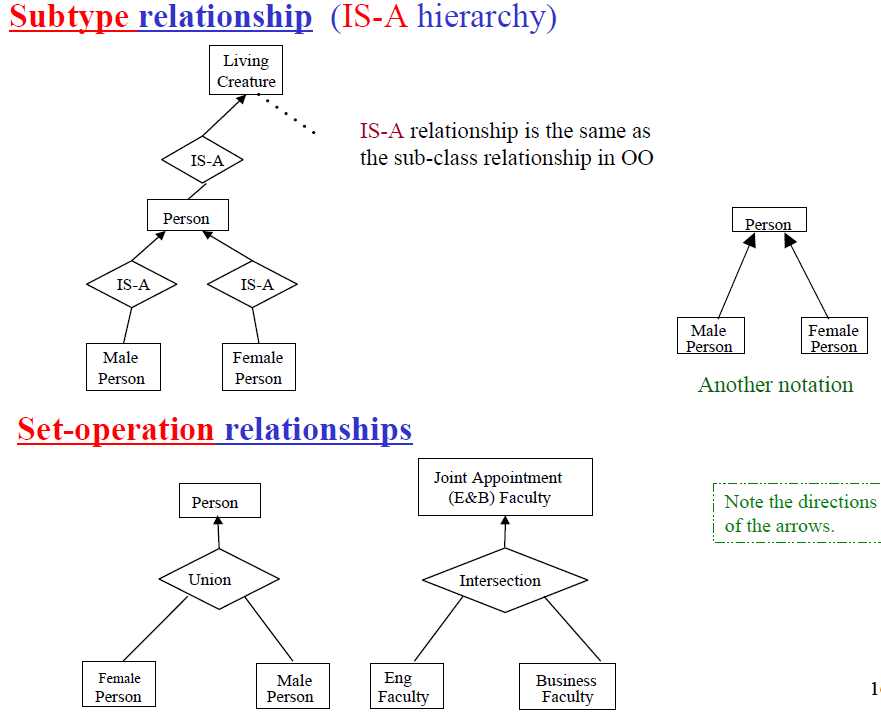 Subtype relationship (IS-A hierarchy)
Living
Creature
IS-A relationship is the same as
the sub-class relationship in OO
IS-A
Person
IS-A
IS-A
Male
Person
Female
Person
Person
Male
Person
Female
Person
Another notation
Set-operation relationships
Person
Union
Female
Person
Male
Person
Joint Appointment
(E&B) Faculty
Intersection
Eng
Faculty
Business
Faculty
Note the directions
of the arrows.